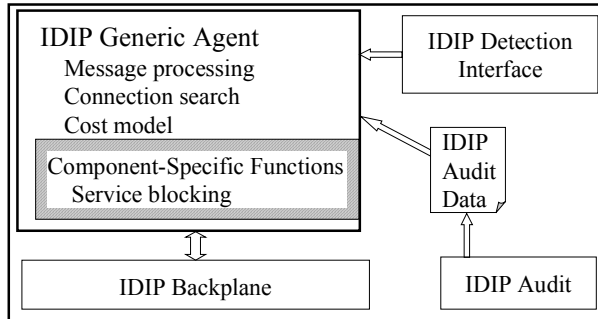 IDIP Generic Agent
Message processing
Connection search
Cost model
Component-Specific Functions
Service blocking
IDIP Detection
Interface
IDIP
Audit
Data
IDIP Backplane
IDIP Audit